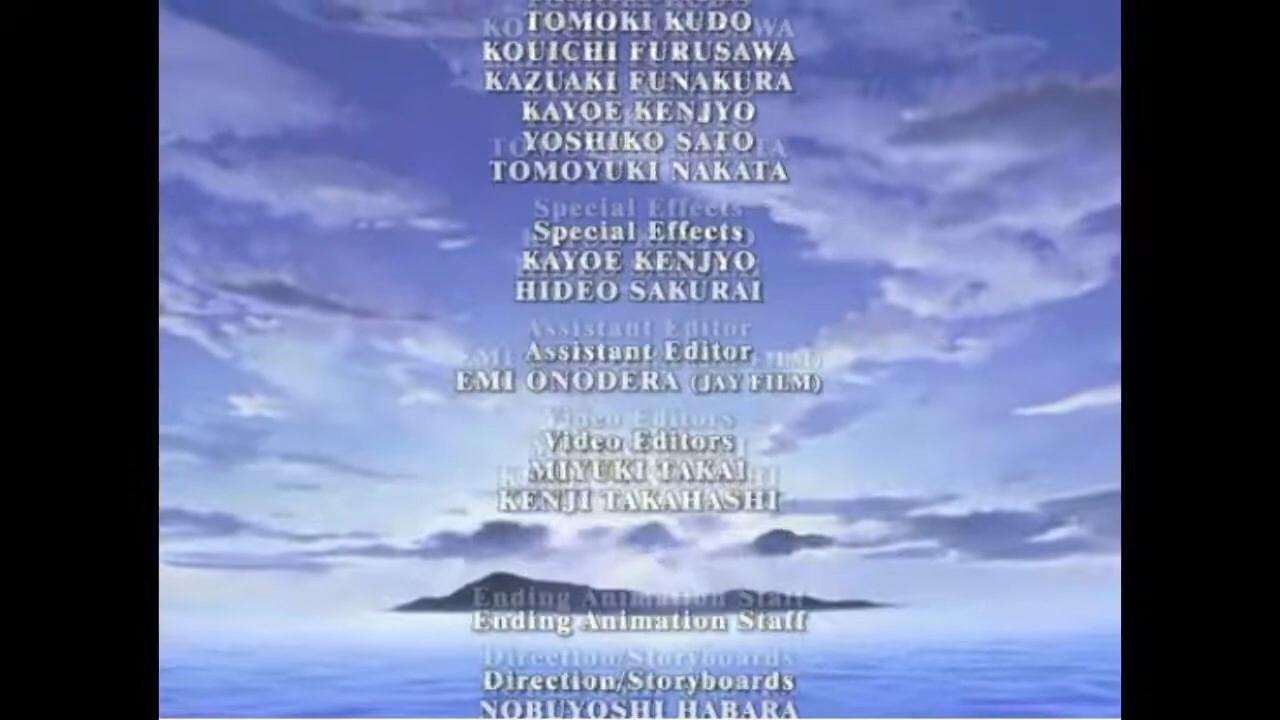 TOMOKI KUDO
KOUICHI FURUSAWA
KAZUAKI FUNAKURA
KAYOE KENJYO
YOSHIKO SATO
TOMOYUKI NAKATA
Special Effects
KAYOE KENJYO
HIDEO SAKURAI
Assistant Editor
EMI ONODERA (JAY FILM)
Video Editors
MIYUKI TAKAI
KENJI TAKAHASHI
Ending Animation Staff
Direction/Storyboards
NOBUYOSHI HABARA